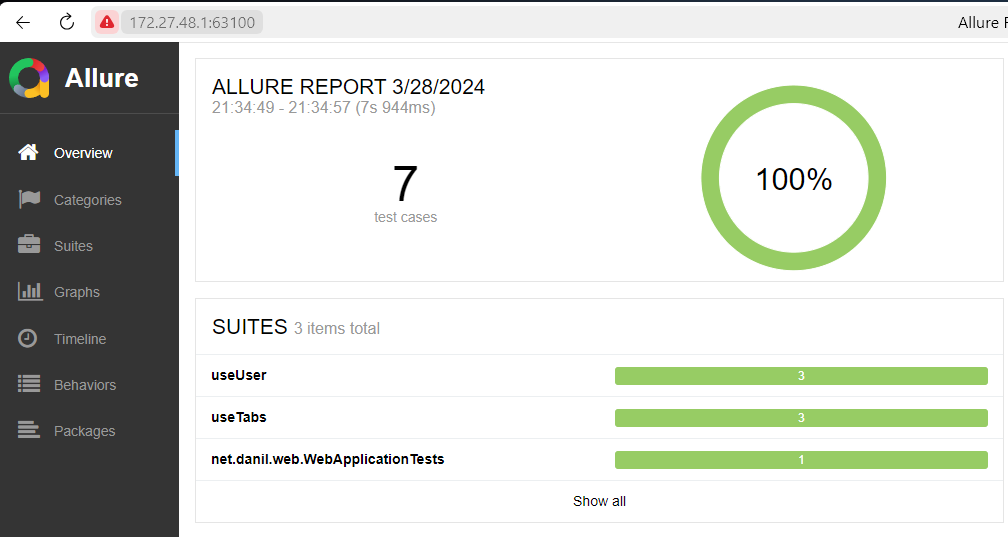 172.27.48.1:63100
Allure
Allure
Overview
Categories
Suites
Graphs
Timeline
Behaviors
Packages
ALLURE REPORT 3/28/2024
21:34:49 - 21:34:57 (7s 944ms)
7
test cases
100%
SUITES 3 items total
useUser 3
useTabs 3
net.danil.web.WebApplicationTests 1
Show all